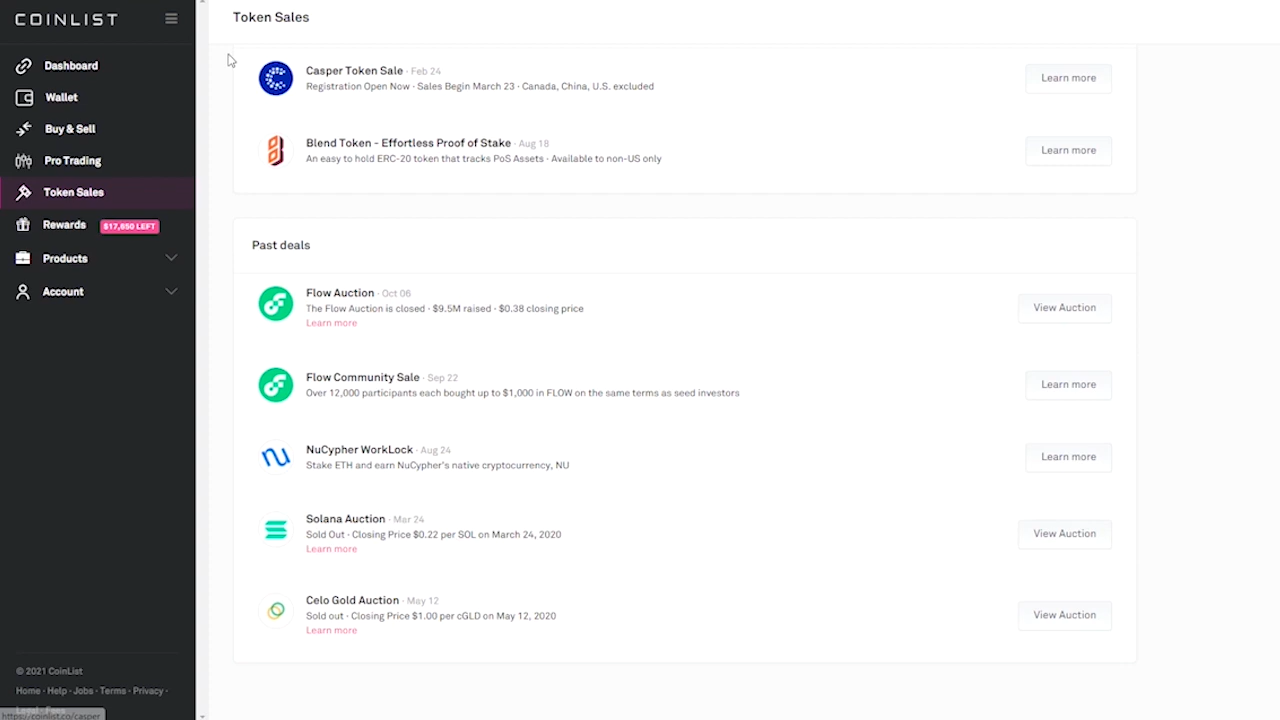 COINLIST
Dashboard
Wallet
Buy & Sell
Pro Trading
Token Sales
Rewards $17,850 LEFT
Products
Account
© 2021 CoinList
Home · Help · Jobs · Terms · Privacy ·
Legal · Fees
https://coinlist.co/casper
Token Sales
Casper Token Sale · Feb 24
Registration Open Now · Sales Begin March 23 · Canada, China, U.S. excluded
Learn more
Blend Token - Effortless Proof of Stake · Aug 18
An easy to hold ERC-20 token that tracks PoS Assets · Available to non-US only
Learn more
Past deals
Flow Auction · Oct 06
The Flow Auction is closed · $9.5M raised · $0.38 closing price
Learn more
View Auction
Flow Community Sale · Sep 22
Over 12,000 participants each bought up to $1,000 in FLOW on the same terms as seed investors
Learn more
NuCypher WorkLock · Aug 24
Stake ETH and earn NuCypher's native cryptocurrency, NU
Learn more
Solana Auction · Mar 24
Sold Out · Closing Price $0.22 per SOL on March 24, 2020
Learn more
View Auction
Celo Gold Auction · May 12
Sold out · Closing Price $1.00 per cGLD on May 12, 2020
Learn more
View Auction